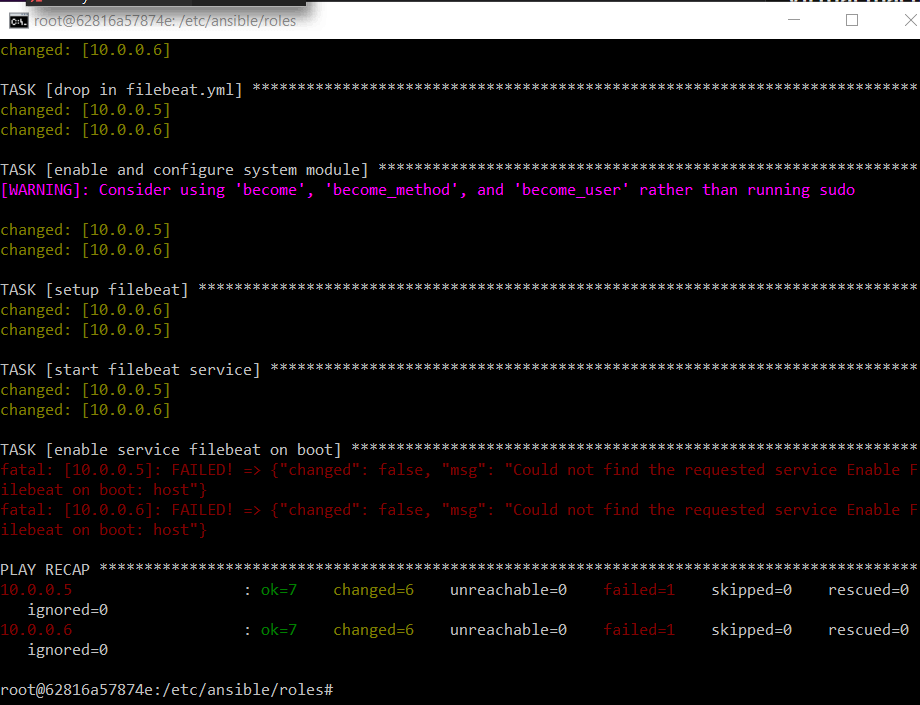 root@62816a57874e: /etc/ansible/roles
changed: [10.0.0.6]
TASK [drop in filebeat.yml] **************************************************************************
changed: [10.0.0.5]
changed: [10.0.0.6]
TASK [enable and configure system module] ************************************************************
[WARNING]: Consider using 'become', 'become_method', and 'become_user' rather than running sudo
changed: [10.0.0.5]
changed: [10.0.0.6]
TASK [setup filebeat] ********************************************************************************
changed: [10.0.0.6]
changed: [10.0.0.5]
TASK [start filebeat service] ************************************************************************
changed: [10.0.0.5]
changed: [10.0.0.6]
TASK [enable service filebeat on boot] ***************************************************************
fatal: [10.0.0.5]: FAILED! => {"changed": false, "msg": "Could not find the requested service Enable F
ilebeat on boot: host"}
fatal: [10.0.0.6]: FAILED! => {"changed": false, "msg": "Could not find the requested service Enable F
ilebeat on boot: host"}
PLAY RECAP *******************************************************************************************
10.0.0.5 : ok=7 changed=6 unreachable=0 failed=1 skipped=0 rescued=0
ignored=0
10.0.0.6 : ok=7 changed=6 unreachable=0 failed=1 skipped=0 rescued=0
ignored=0
root@62816a57874e:/etc/ansible/roles#